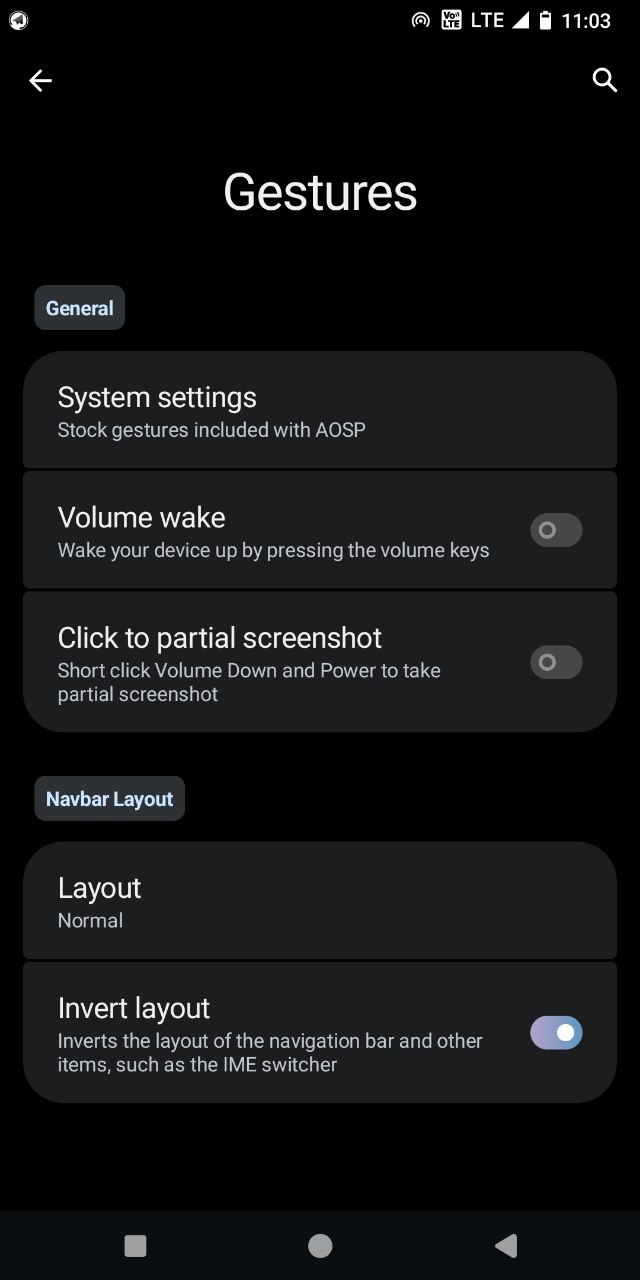 Vo)) LTE LTE 11:03
Gestures
General
System settings
Stock gestures included with AOSP
Volume wake
Wake your device up by pressing the volume keys
Click to partial screenshot
Short click Volume Down and Power to take
partial screenshot
Navbar Layout
Layout
Normal
Invert layout
Inverts the layout of the navigation bar and other
items, such as the IME switcher